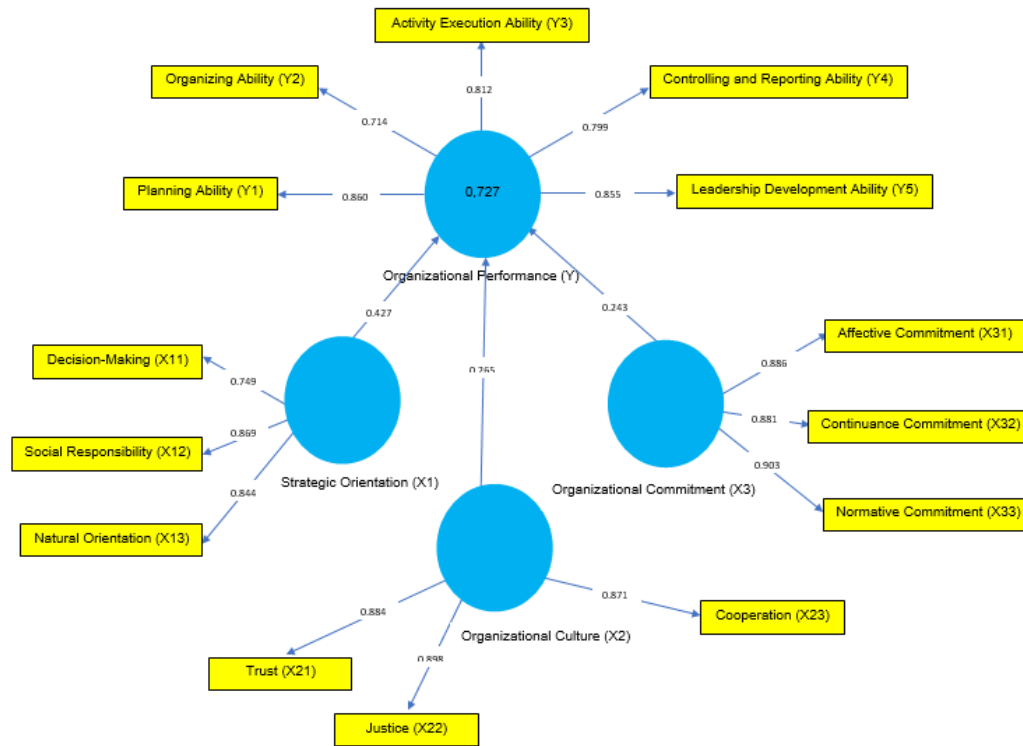 Activity Execution Ability (Y3)
Organizing Ability (Y2)
Controlling and Reporting Ability (Y4)
0.812
0.714
0.799
Planning Ability (Y1)
0.860
0,727
0.855
Leadership Development Ability (Y5)
Organizational Performance (Y)
0.427
0.243
0.265
Decision-Making (X11)
0.749
Social Responsibility (X12)
0.869
0.844
Natural Orientation (X13)
Strategic Orientation (X1)
Affective Commitment (X31)
0.886
0.881
Continuance Commitment (X32)
0.903
Normative Commitment (X33)
Organizational Commitment (X3)
0.884
0.898
0.871
Cooperation (X23)
Organizational Culture (X2)
Trust (X21)
Justice (X22)